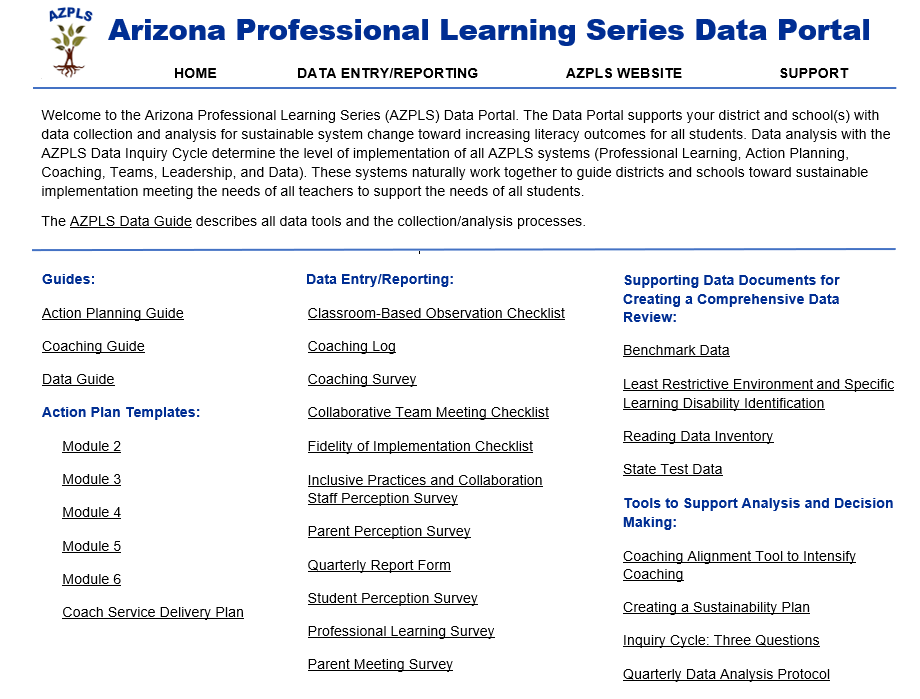 AZPLS
Arizona Professional Learning Series Data Portal
HOME DATA ENTRY/REPORTING AZPLS WEBSITE SUPPORT
Welcome to the Arizona Professional Learning Series (AZPLS) Data Portal. The Data Portal supports your district and school(s) with
data collection and analysis for sustainable system change toward increasing literacy outcomes for all students. Data analysis with the
AZPLS Data Inquiry Cycle determine the level of implementation of all AZPLS systems (Professional Learning, Action Planning,
Coaching, Teams, Leadership, and Data). These systems naturally work together to guide districts and schools toward sustainable
implementation meeting the needs of all teachers to support the needs of all students.
The AZPLS Data Guide describes all data tools and the collection/analysis processes.
Guides:
Action Planning Guide
Coaching Guide
Data Guide
Action Plan Templates:
Module 2
Module 3
Module 4
Module 5
Module 6
Coach Service Delivery Plan
Data Entry/Reporting:
Classroom-Based Observation Checklist
Coaching Log
Coaching Survey
Collaborative Team Meeting Checklist
Fidelity of Implementation Checklist
Inclusive Practices and Collaboration
Staff Perception Survey
Parent Perception Survey
Quarterly Report Form
Student Perception Survey
Professional Learning Survey
Parent Meeting Survey
Supporting Data Documents for
Creating a Comprehensive Data
Review:
Benchmark Data
Least Restrictive Environment and Specific
Learning Disability Identification
Reading Data Inventory
State Test Data
Tools to Support Analysis and Decision
Making:
Coaching Alignment Tool to Intensify
Coaching
Creating a Sustainability Plan
Inquiry Cycle: Three Questions
Quarterly Data Analysis Protocol